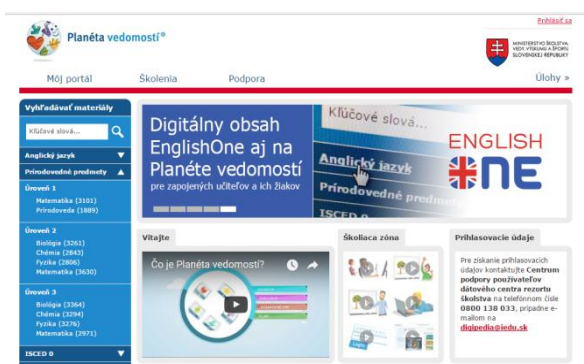 Prihlásiť sa
Planéta vedomostí®
MINISTERSTVO ŠKOLSTVA,
VEDY, VÝSKUMU A ŠPORTU
SLOVENSKEJ REPUBLIKY
Môj portál
Školenia
Podpora
Úlohy »
Vyhľadávať materiály
Kľúčové slová...
Anglický jazyk
Prírodovedné predmety
Úroveň 1
Matematika (3101)
Prírodoveda (1889)
Úroveň 2
Biológia (3261)
Chémia (2843)
Fyzika (2806)
Matematika (3630)
Úroveň 3
Biológia (3364)
Chémia (3294)
Fyzika (3276)
Matematika (2971)
ISCED 0
Digitálny obsah
EnglishOne aj na
Planéte vedomostí
pre zapojených učiteľov a ich žiakov
Kľúčové slová...
Anglický jazyk
Prírodovedné predmety
ISCED 0
ENGLISH
ONE
Vitajte
Čo je Planéta vedomostí?
Školiaca zóna
Prihlasovacie údaje
Pre získanie prihlasovacích
údajov kontaktujte Centrum
podpory používateľov
dátového centra rezortu
školstva na telefónnom čísle
0800 138 033, prípadne e-
mailom na
digipedia@iedu.sk